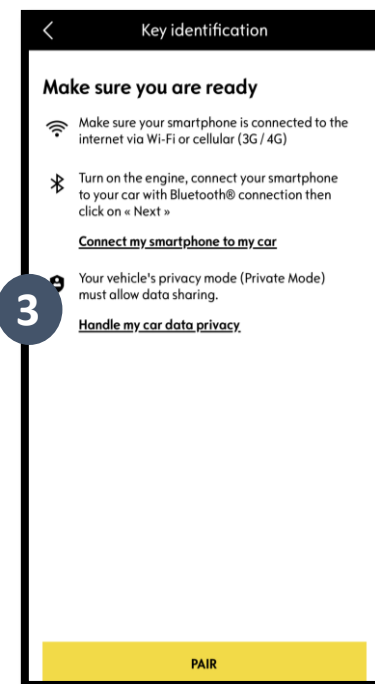 Key identification
Make sure you are ready
Make sure your smartphone is connected to the
internet via Wi-Fi or cellular (3G / 4G)
Turn on the engine, connect your smartphone
to your car with Bluetooth® connection then
click on « Next »
Connect my smartphone to my car
Your vehicle's privacy mode (Private Mode)
must allow data sharing.
3
Handle my car data privacy
PAIR